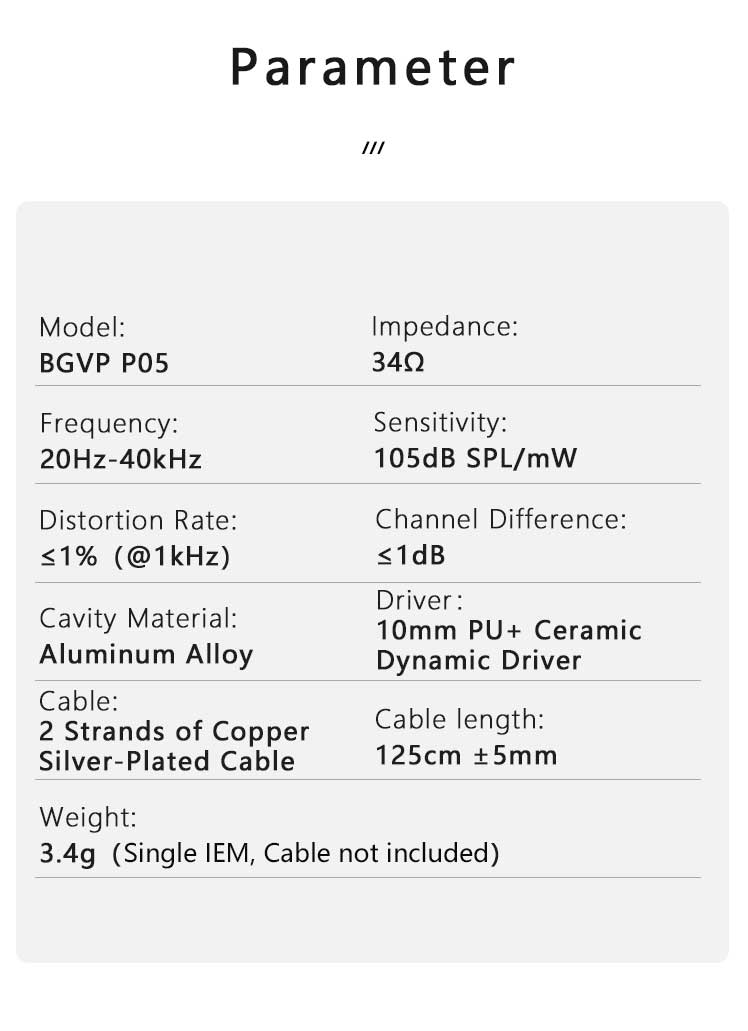 Parameter
///
Model:
BGVP P05
Impedance:
34Ω
Frequency:
20Hz-40kHz
Sensitivity:
105dB SPL/mW
Distortion Rate:
≤1% (@1kHz)
Channel Difference:
≤1dB
Cavity Material:
Aluminum Alloy
Driver:
10mm PU+ Ceramic
Dynamic Driver
Cable:
2 Strands of Copper
Silver-Plated Cable
Cable length:
125cm ±5mm
Weight:
3.4g (Single IEM, Cable not included)